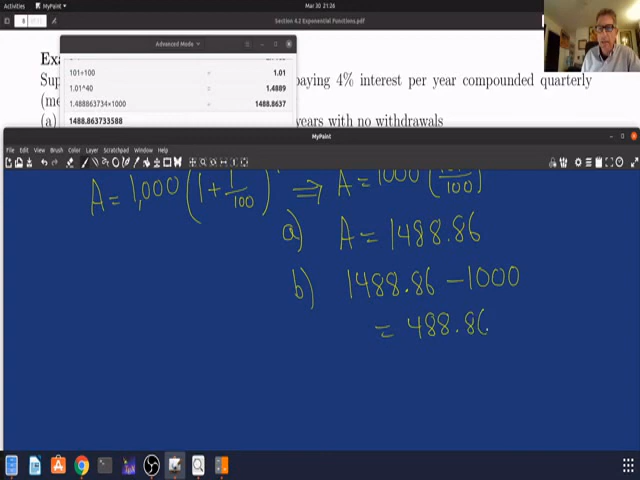 Activities
MyPaint
Mar 30 21:26
Section 4.2 Exponential Functions.pdf
Advanced Mode
101÷100 = 1.01
1.01^40 = 1.4889
1.488863734×1000 = 1488.8637
1488.863733588
Exa
Sup
paying 4% interest per year compounded quarterly
(me
(a)
years with no withdrawals
MyPaint
File Edit View Brush Color Layer Scratchpad Window Help
A = 1,000 (1 + 1/100) ⟹ A = 1000 (101/100)
a) A = 1488.86
b) 1488.86 − 1000
= 488.86